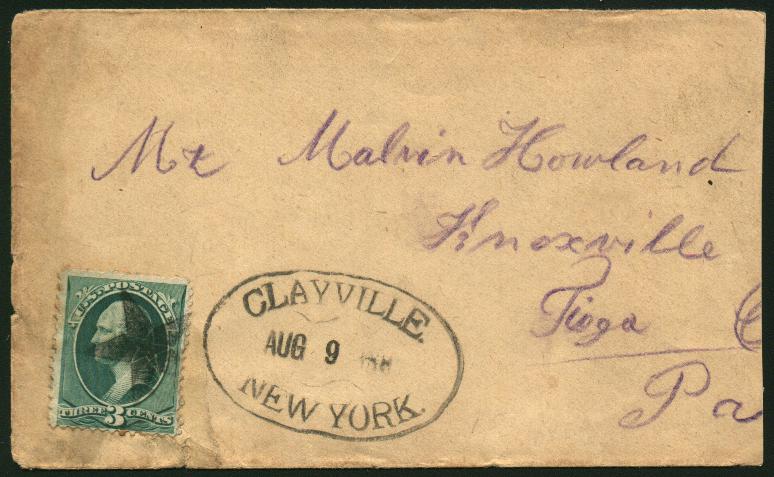 Mr Malvin Howland
Knoxville
Tioga
Pa
U.S. POSTAGE
THREE 3 CENTS
CLAYVILLE.
AUG 9
NEW YORK.